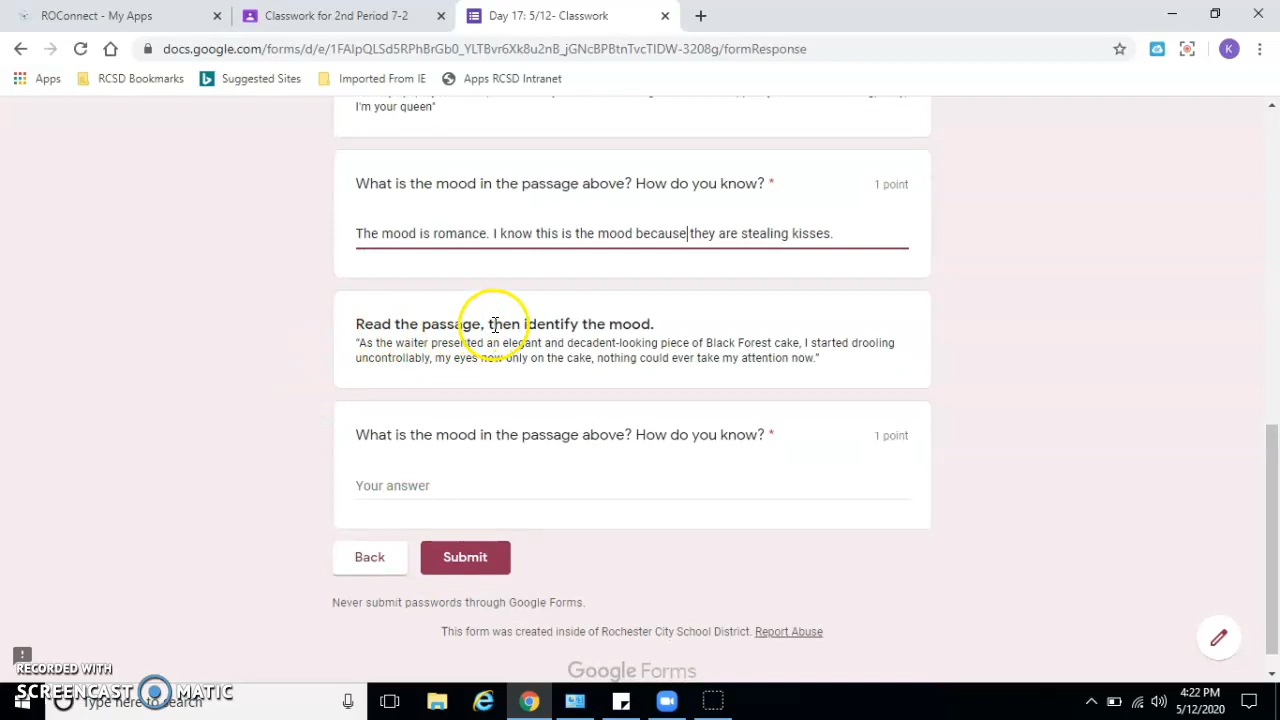 ROConnect - My Apps
Classwork for 2nd Period 7-2
Day 17: 5/12- Classwork
docs.google.com/forms/d/e/1FAIpQLSd5RPhBrGb0_YLTBvr6Xk8u2nB_jGNcBPBtnTvcTIDW-3208g/formResponse
K
Apps
RCSD Bookmarks
Suggested Sites
Imported From IE
Apps RCSD Intranet
I'm your queen"
What is the mood in the passage above? How do you know? *
1 point
The mood is romance. I know this is the mood because they are stealing kisses.
Read the passage, then identify the mood.
“As the waiter presented an elegant and decadent-looking piece of Black Forest cake, I started drooling
uncontrollably, my eyes now only on the cake, nothing could ever take my attention now.”
What is the mood in the passage above? How do you know? *
1 point
Your answer
Back
Submit
Never submit passwords through Google Forms.
This form was created inside of Rochester City School District. Report Abuse
Google Forms
RECORDED WITH
SCREENCAST MATIC
Type here to search
4:22 PM
5/12/2020